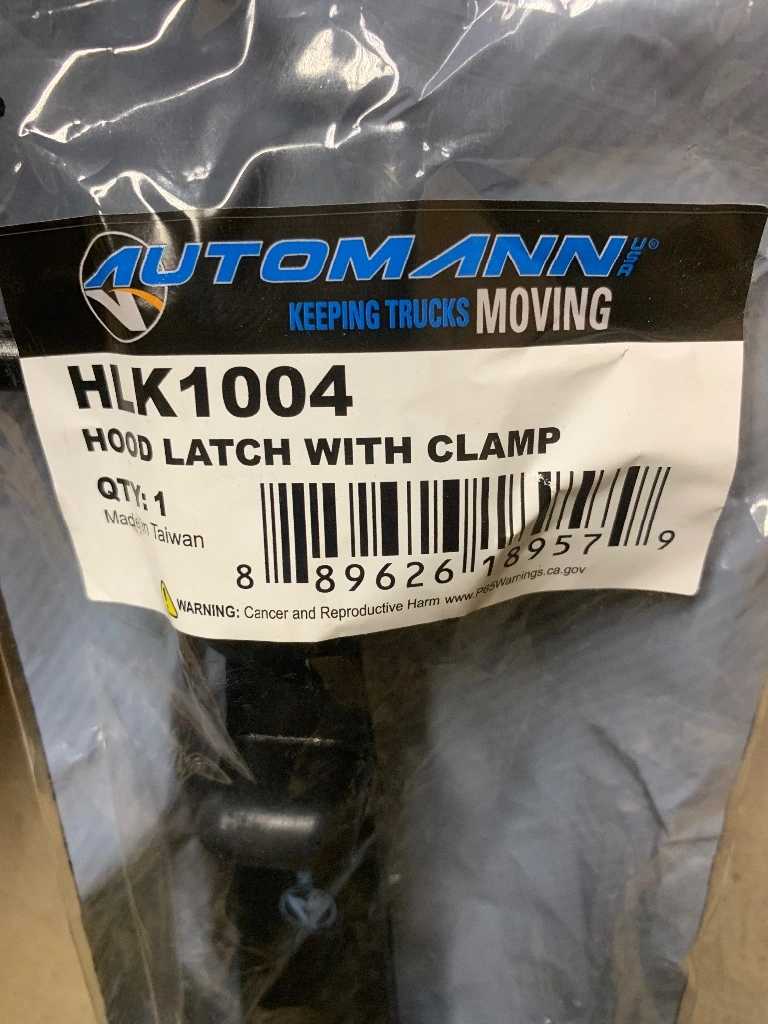 AUTOMANN USA®
KEEPING TRUCKS MOVING
HLK1004
HOOD LATCH WITH CLAMP
QTY: 1
Made in Taiwan
8 89626 18957 9
WARNING: Cancer and Reproductive Harm www.P65Warnings.ca.gov